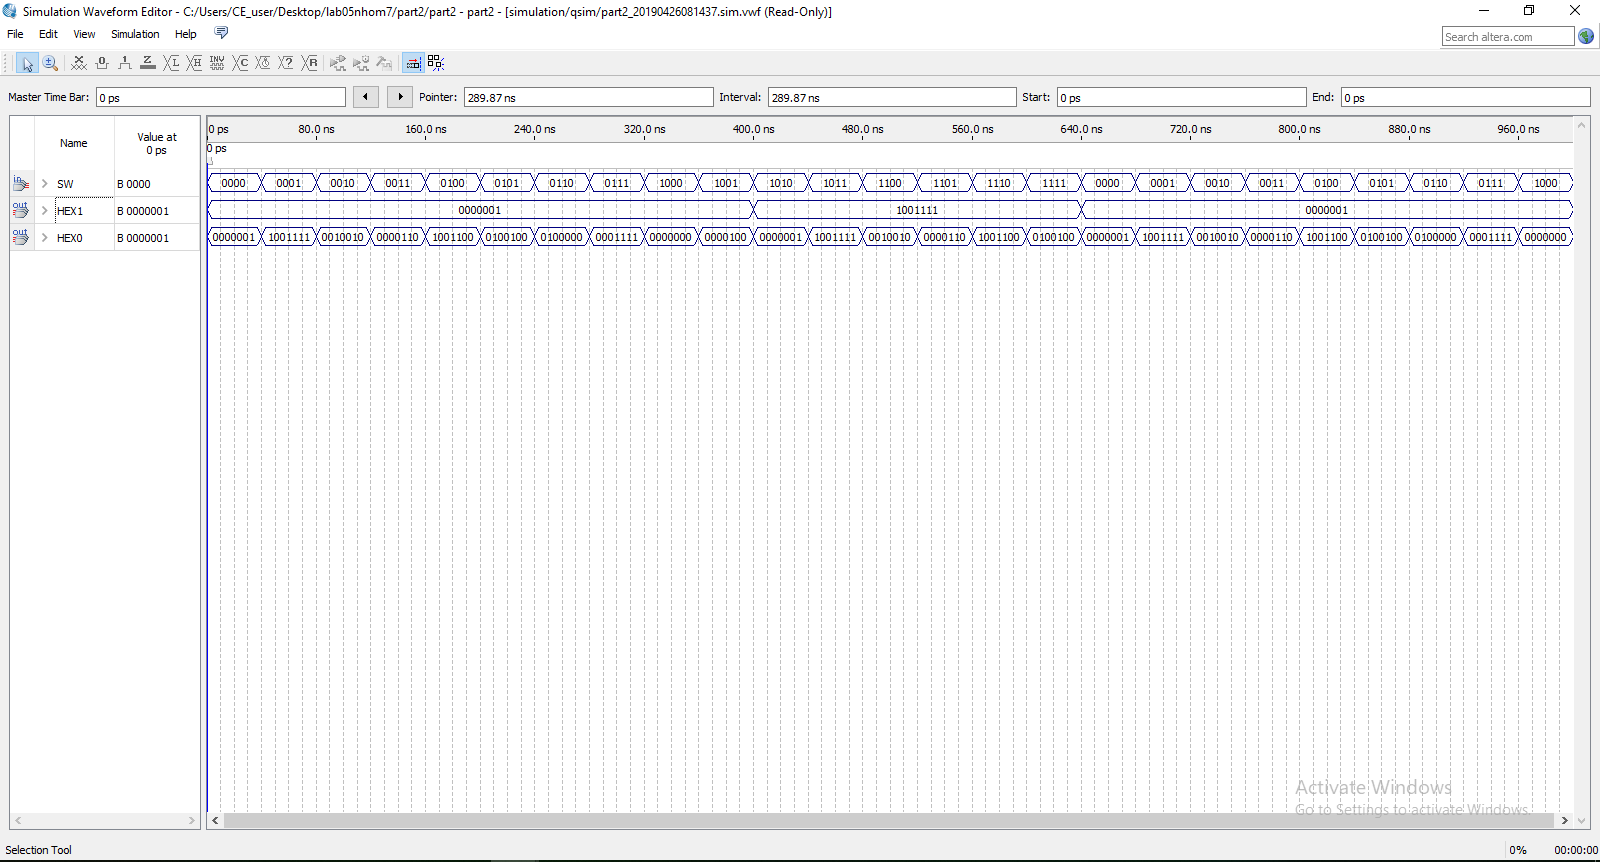 Simulation Waveform Editor - C:/Users/CE_user/Desktop/lab05nhom7/part2/part2 - part2 - [simulation/qsim/part2_20190426081437.sim.vwf (Read-Only)]
File Edit View Simulation Help
Search altera.com
Master Time Bar: 0 ps Pointer: 289.87 ns Interval: 289.87 ns Start: 0 ps End: 0 ps
Name Value at 0 ps
0 ps 80.0 ns 160.0 ns 240.0 ns 320.0 ns 400.0 ns 480.0 ns 560.0 ns 640.0 ns 720.0 ns 800.0 ns 880.0 ns 960.0 ns
0 ps
in SW B 0000 0000 0001 0010 0011 0100 0101 0110 0111 1000 1001 1010 1011 1100 1101 1110 1111 0000 0001 0010 0011 0100 0101 0110 0111 1000
out HEX1 B 0000001 0000001 1001111 0000001
out HEX0 B 0000001 0000001 1001111 0010010 0000110 1001100 0100100 0100000 0001111 0000000 0000100 0000001 1001111 0010010 0000110 1001100 0100100 0000001 1001111 0010010 0000110 1001100 0100100 0100000 0001111 0000000
Activate Windows
Go to Settings to activate Windows.
Selection Tool 0% 00:00:00